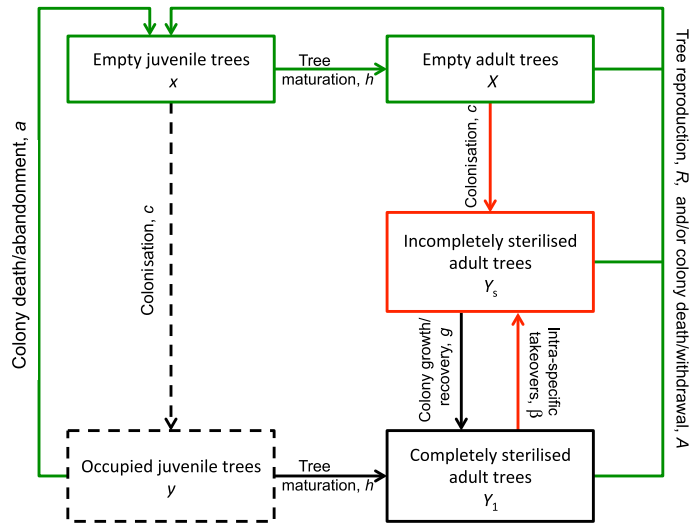 Empty juvenile trees
x
Tree
maturation, h
Empty adult trees
X
Colony death/abandonment, a
Colonisation, c
Colonisation, c
Tree reproduction, R, and/or colony death/withdrawal, A
Incompletely sterilised
adult trees
Ys
Colony growth/
recovery, g
Intra-specific
takeovers, β
Occupied juvenile trees
y
Tree
maturation, h
Completely sterilised
adult trees
Y1